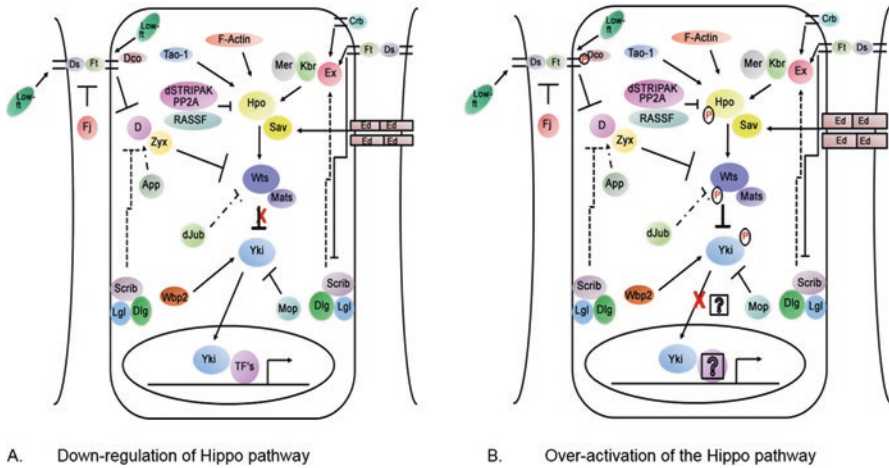 Crb
Low-ft
F-Actin
Ds Ft
Dco
Tao-1
Mer Kbr
Ex
Ft Ds
Low-ft
dSTRIPAK
PP2A
Hpo
RASSF
Sav
Fj
D
Zyx
Ed Ed
Ed Ed
App
Wts
Mats
X
dJub
Yki
Scrib
Lgl Dlg
Wbp2
Mop
Scrib
Dlg Lgl
Yki TF's
A. Down-regulation of Hippo pathway
Crb
Low-ft
F-Actin
Ds Ft
P
Dco
Tao-1
Mer Kbr
Ex
Ft Ds
Low-ft
dSTRIPAK
PP2A
Hpo
P
RASSF
Sav
Fj
D
Zyx
Ed Ed
Ed Ed
App
Wts
P
Mats
dJub
P
Yki
Scrib
Lgl Dlg
Wbp2
X ?
Mop
Scrib
Dlg Lgl
Yki ?
B. Over-activation of the Hippo pathway